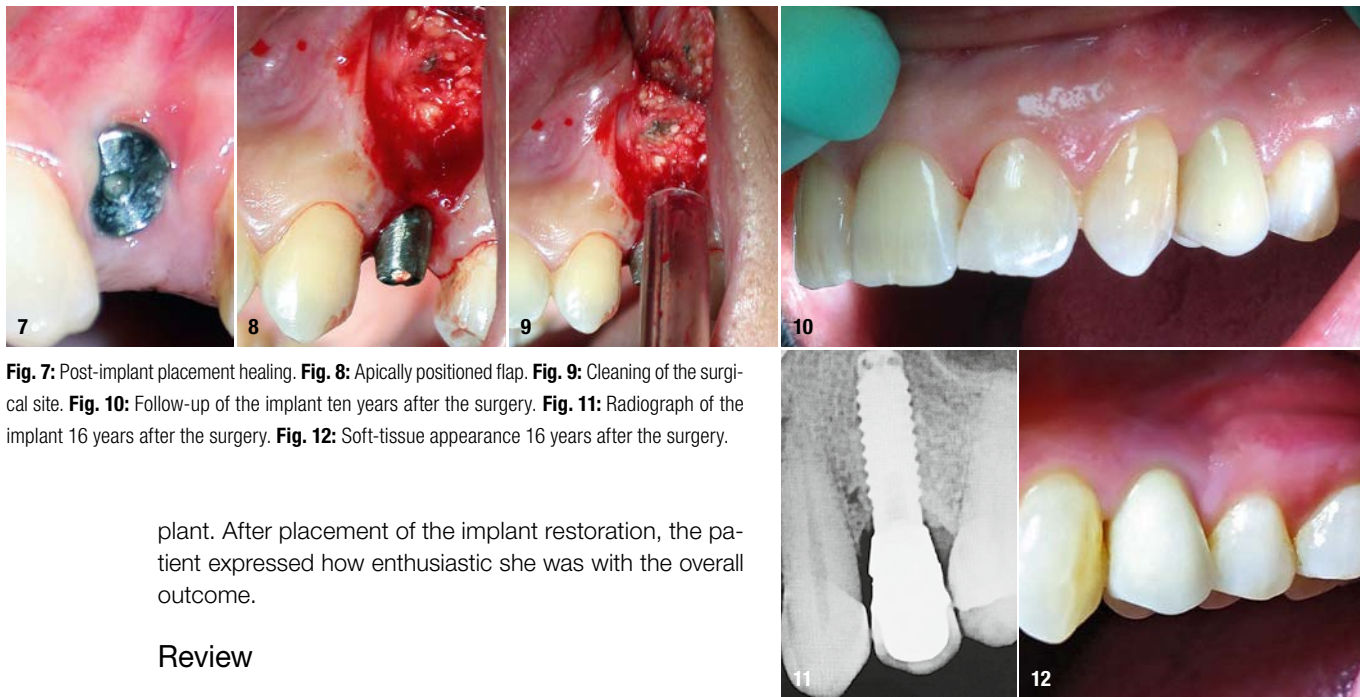 7
8
9
10
Fig. 7: Post-implant placement healing. Fig. 8: Apically positioned flap. Fig. 9: Cleaning of the surgi-
cal site. Fig. 10: Follow-up of the implant ten years after the surgery. Fig. 11: Radiograph of the
implant 16 years after the surgery. Fig. 12: Soft-tissue appearance 16 years after the surgery.
11
12
plant. After placement of the implant restoration, the pa-
tient expressed how enthusiastic she was with the overall
outcome.
Review